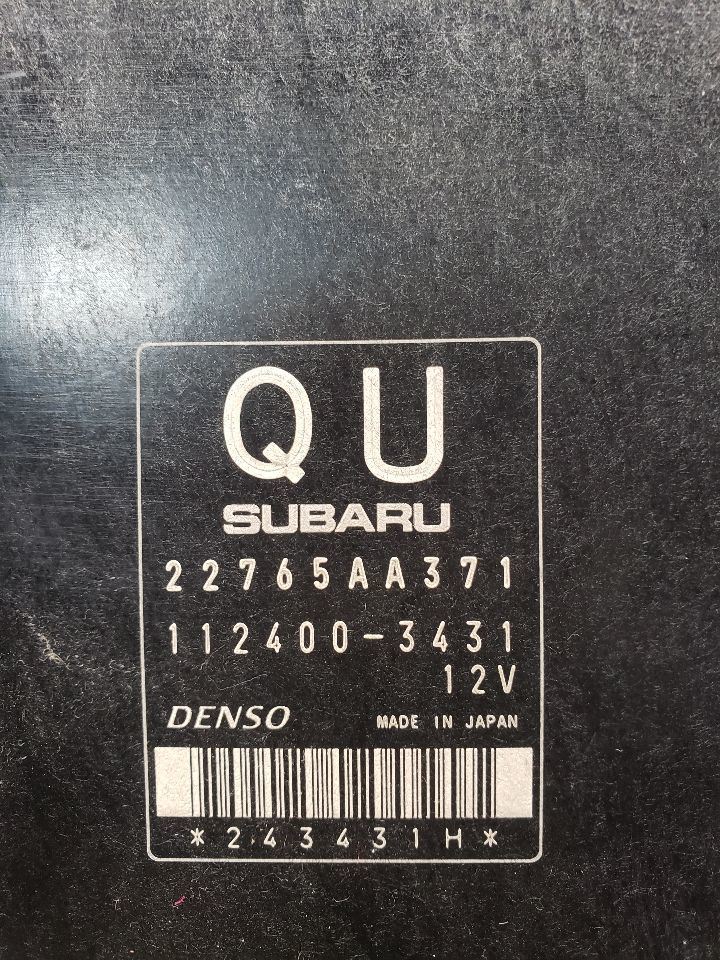 QU
SUBARU
22765AA371
112400-3431
12V
DENSO MADE IN JAPAN
*243431H*